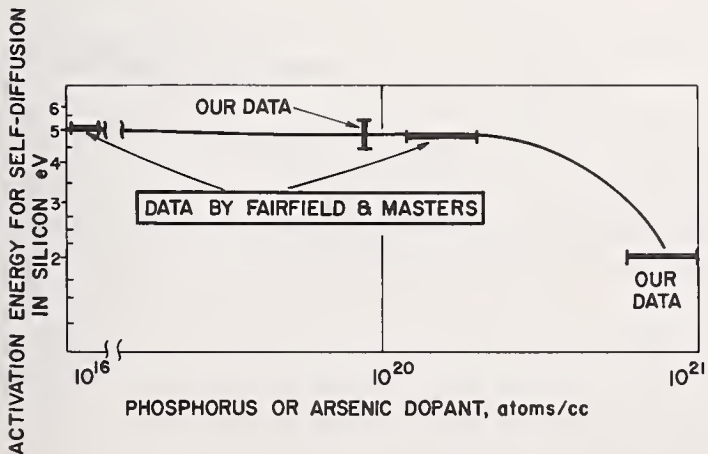 ACTIVATION ENERGY FOR SELF-DIFFUSION
IN SILICON eV
6
5
4
3
2
OUR DATA
DATA BY FAIRFIELD & MASTERS
OUR
DATA
10^16
10^20
10^21
PHOSPHORUS OR ARSENIC DOPANT, atoms/cc